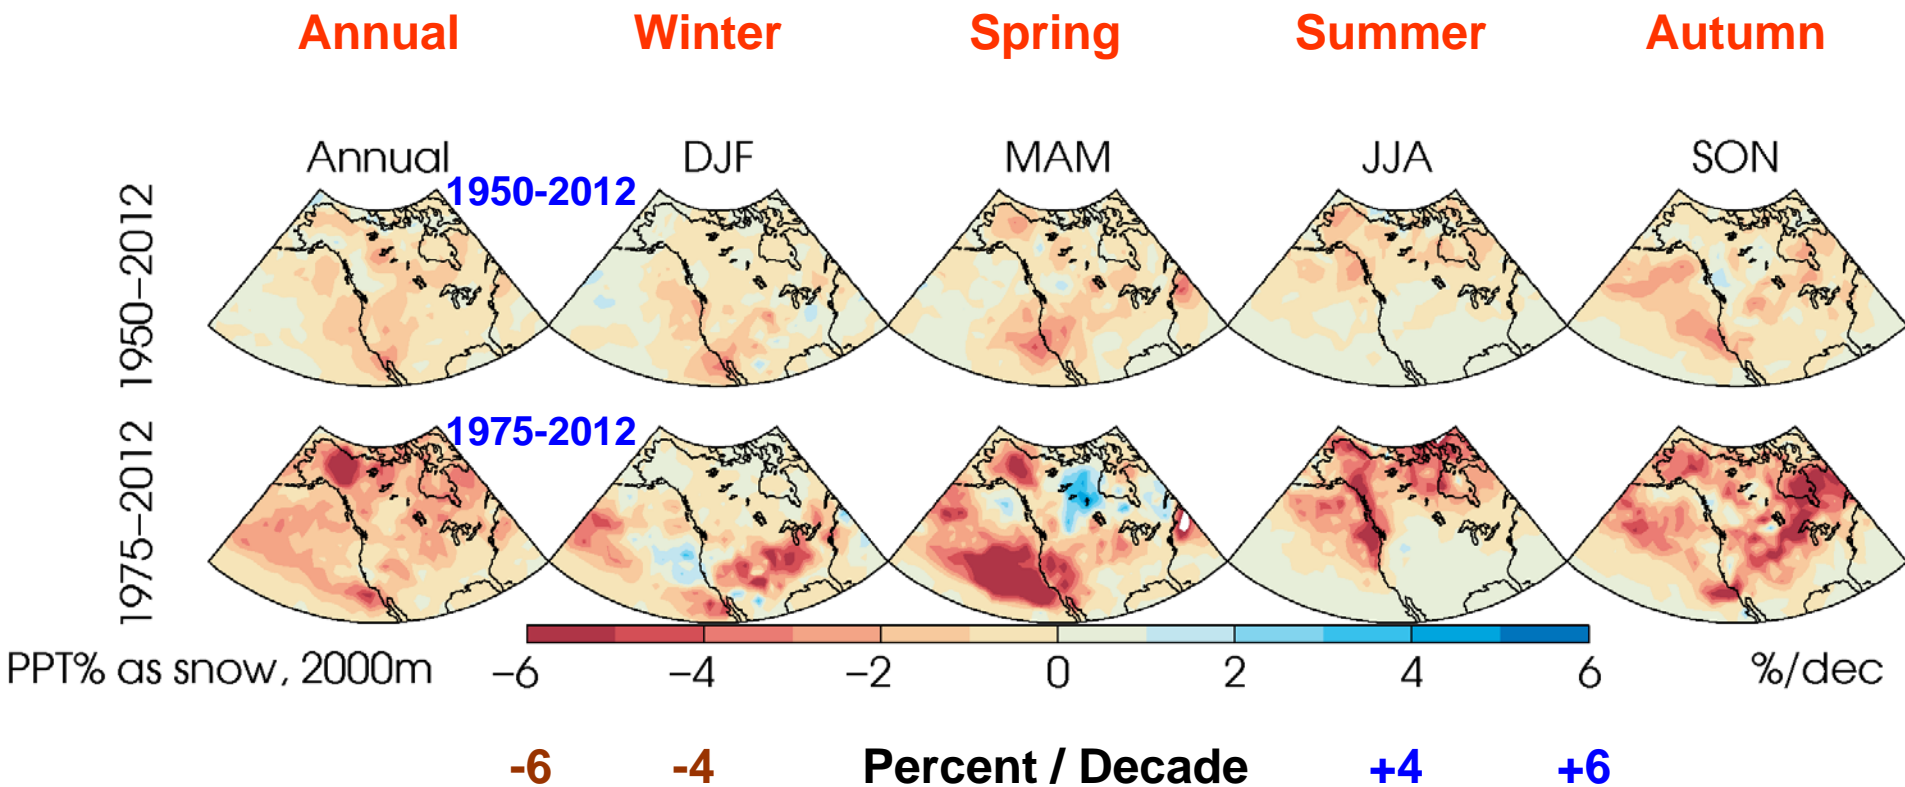 Annual Winter Spring Summer Autumn
Annual DJF MAM JJA SON
1950-2012
1950–2012
1975-2012
1975–2012
PPT% as snow, 2000m −6 −4 −2 0 2 4 6 %/dec
-6 -4 Percent / Decade +4 +6